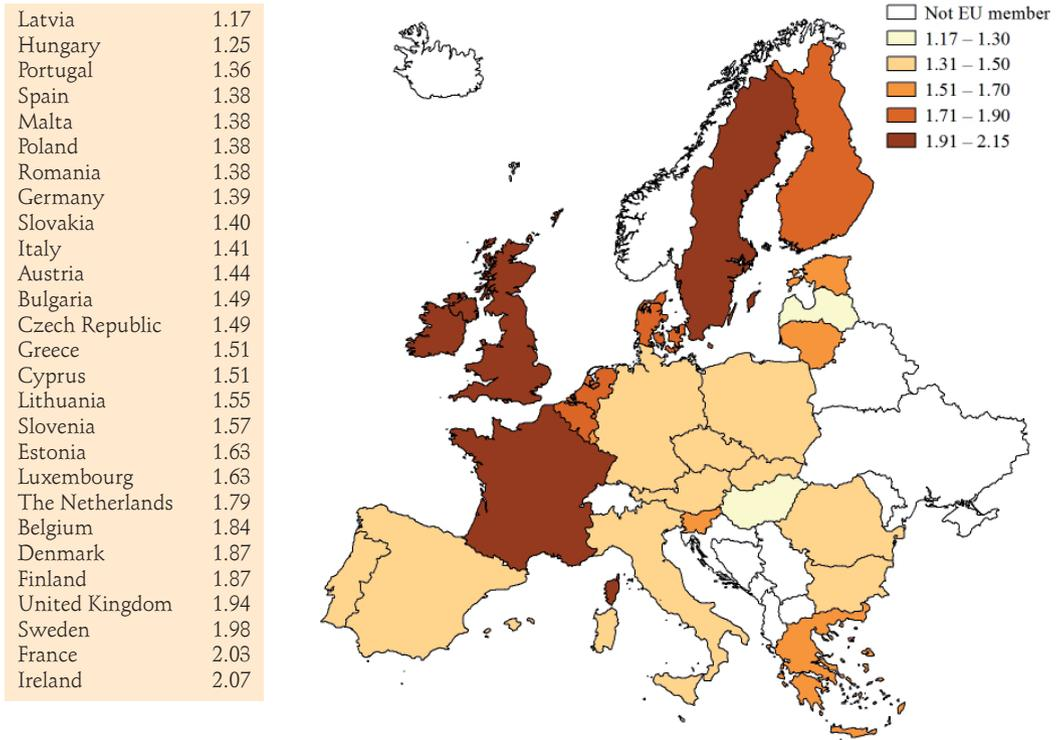 Latvia 1.17
Hungary 1.25
Portugal 1.36
Spain 1.38
Malta 1.38
Poland 1.38
Romania 1.38
Germany 1.39
Slovakia 1.40
Italy 1.41
Austria 1.44
Bulgaria 1.49
Czech Republic 1.49
Greece 1.51
Cyprus 1.51
Lithuania 1.55
Slovenia 1.57
Estonia 1.63
Luxembourg 1.63
The Netherlands 1.79
Belgium 1.84
Denmark 1.87
Finland 1.87
United Kingdom 1.94
Sweden 1.98
France 2.03
Ireland 2.07
Not EU member
1.17 – 1.30
1.31 – 1.50
1.51 – 1.70
1.71 – 1.90
1.91 – 2.15